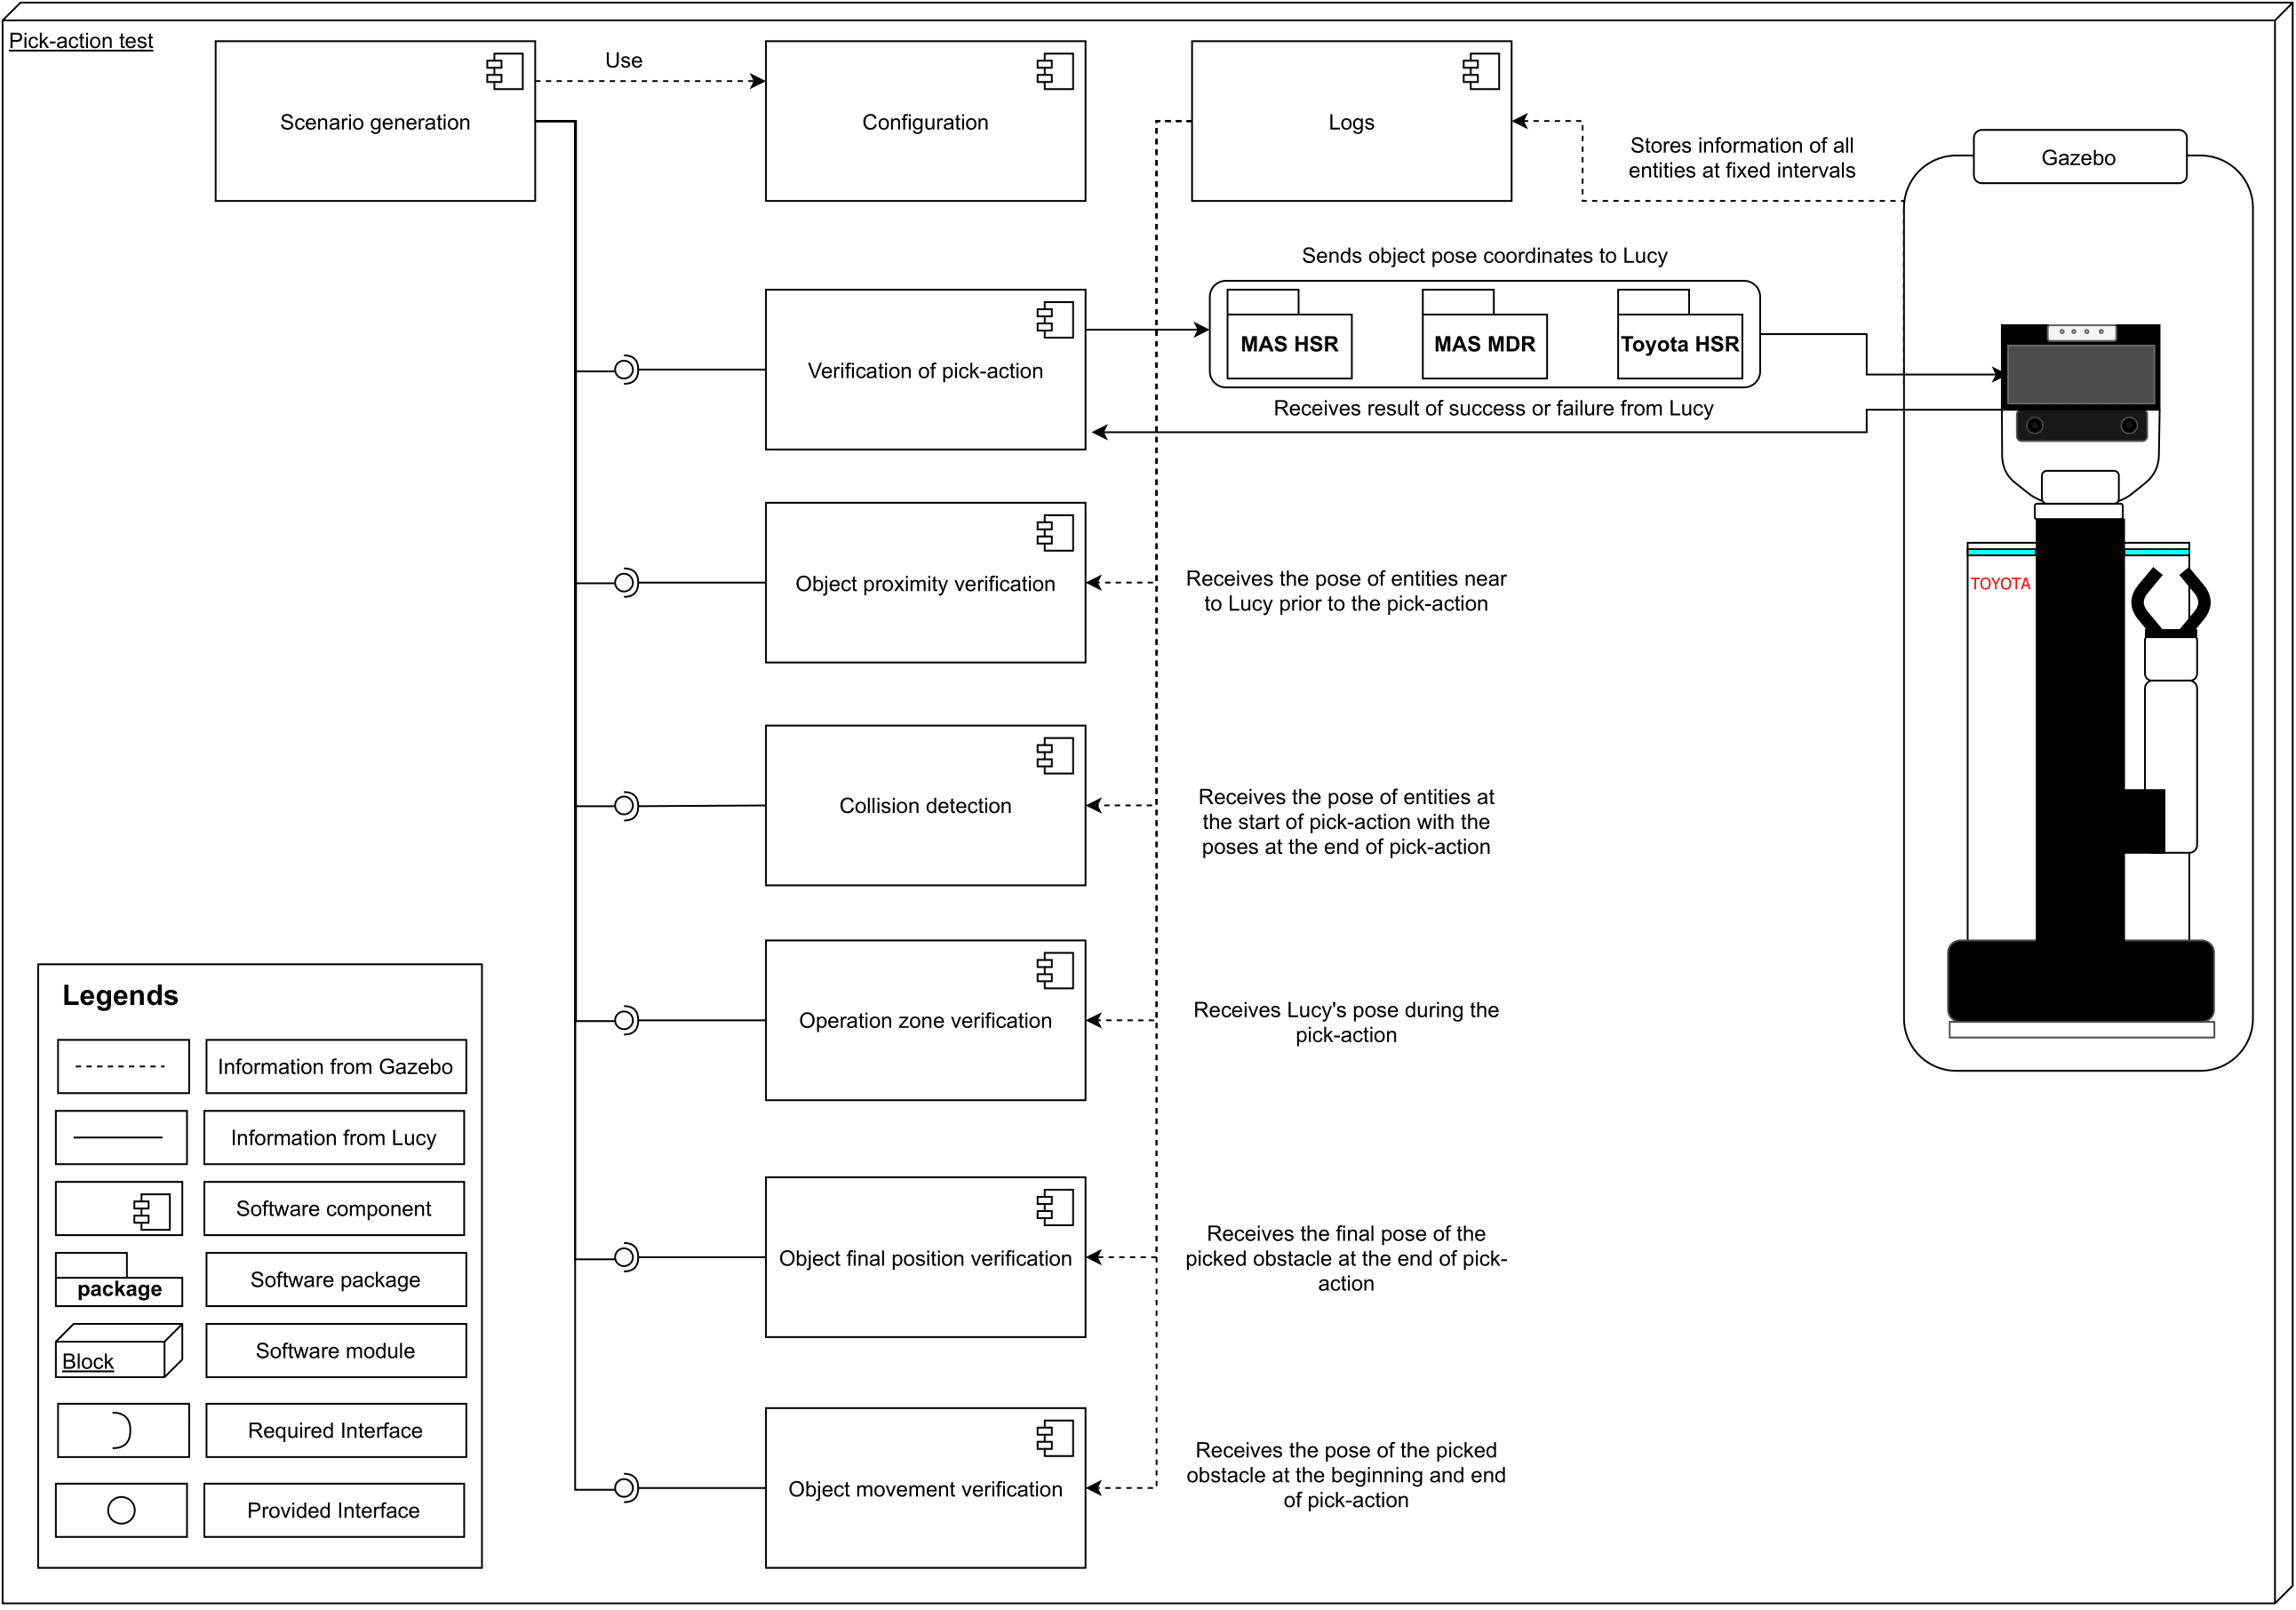 Pick-action test
Scenario generation
Use
Configuration
Logs
Stores information of all
entities at fixed intervals
Gazebo
Sends object pose coordinates to Lucy
MAS HSR
MAS MDR
Toyota HSR
Verification of pick-action
Receives result of success or failure from Lucy
Object proximity verification
Receives the pose of entities near
to Lucy prior to the pick-action
TOYOTA
Collision detection
Receives the pose of entities at
the start of pick-action with the
poses at the end of pick-action
Operation zone verification
Receives Lucy's pose during the
pick-action
Object final position verification
Receives the final pose of the
picked obstacle at the end of pick-
action
Object movement verification
Receives the pose of the picked
obstacle at the beginning and end
of pick-action
Legends
Information from Gazebo
Information from Lucy
Software component
package
Software package
Block
Software module
Required Interface
Provided Interface